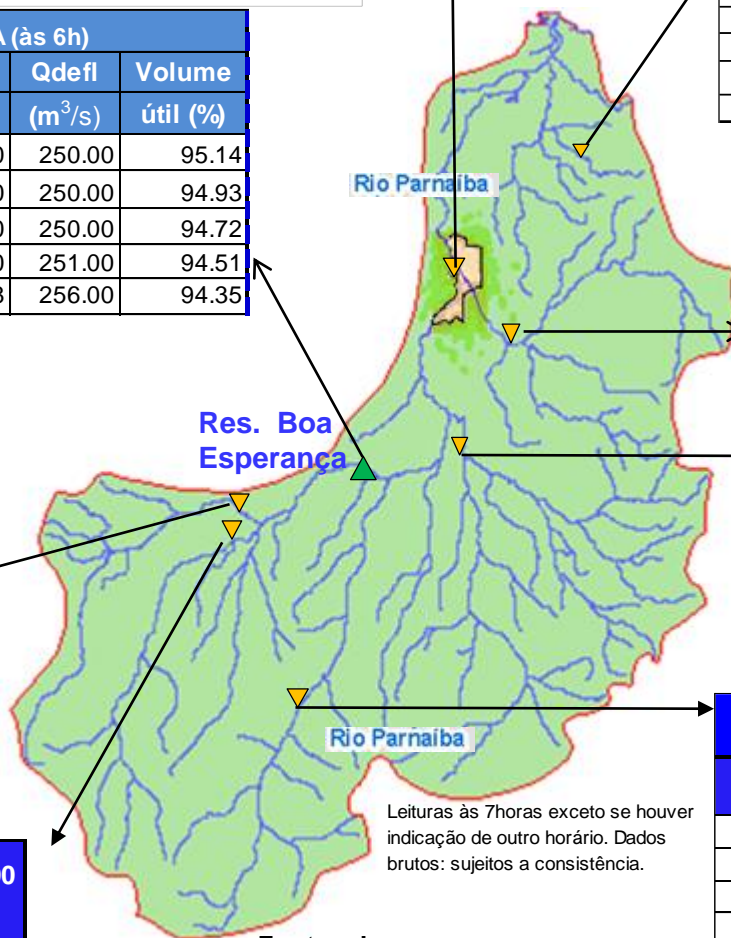 (às 6h)
Qdefl Volume
(m³/s) útil (%)
250.00 95.14
250.00 94.93
250.00 94.72
251.00 94.51
256.00 94.35
Rio Parnaíba
Res. Boa
Esperança
Rio Parnaíba
Leituras às 7horas exceto se houver
indicação de outro horário. Dados
brutos: sujeitos a consistência.